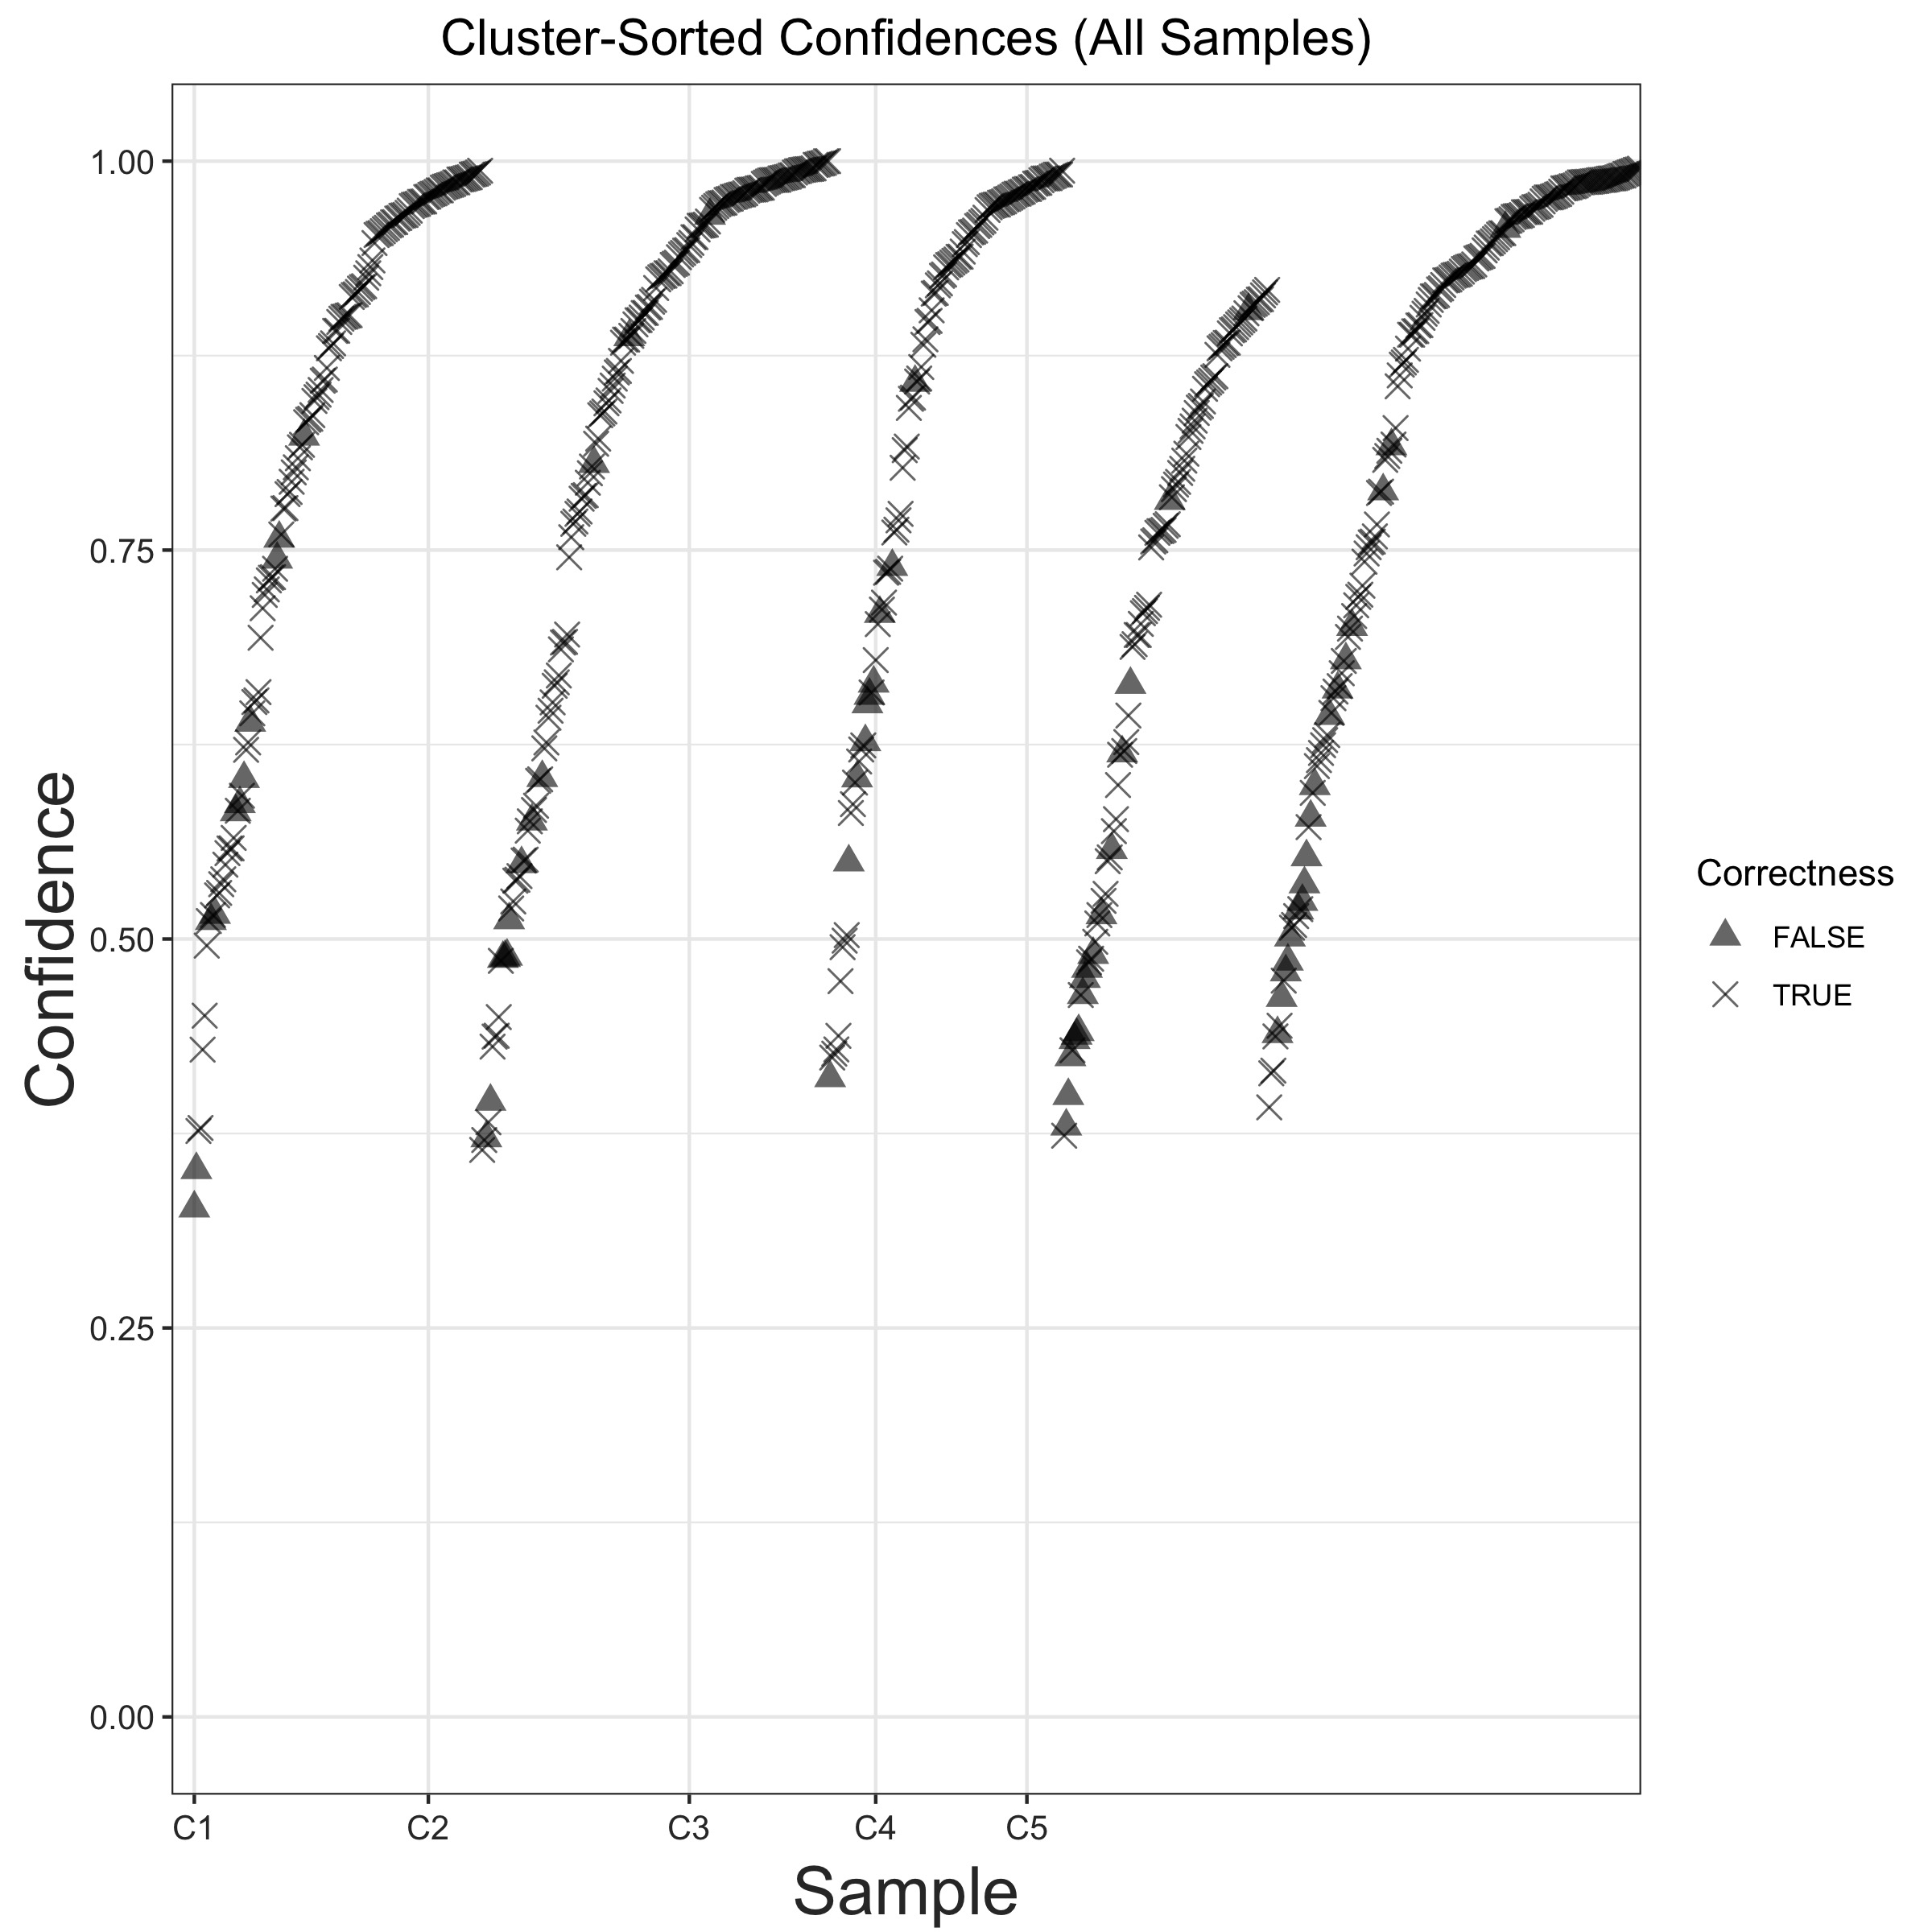 Cluster-Sorted Confidences (All Samples)
Confidence
1.00
0.75
0.50
0.25
0.00
C1 C2 C3 C4 C5
Sample
Correctness
FALSE
TRUE